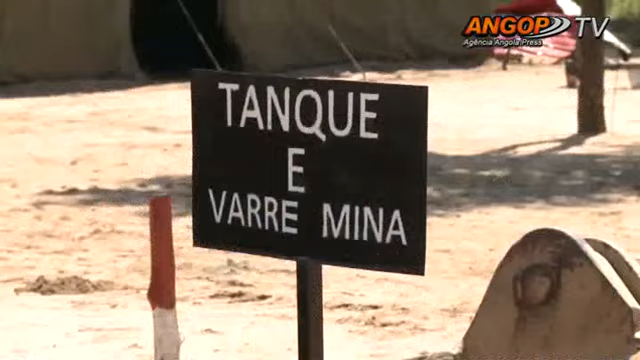 ANGOP TV
Agência Angola Press
TANQUE
E
VARRE MINA